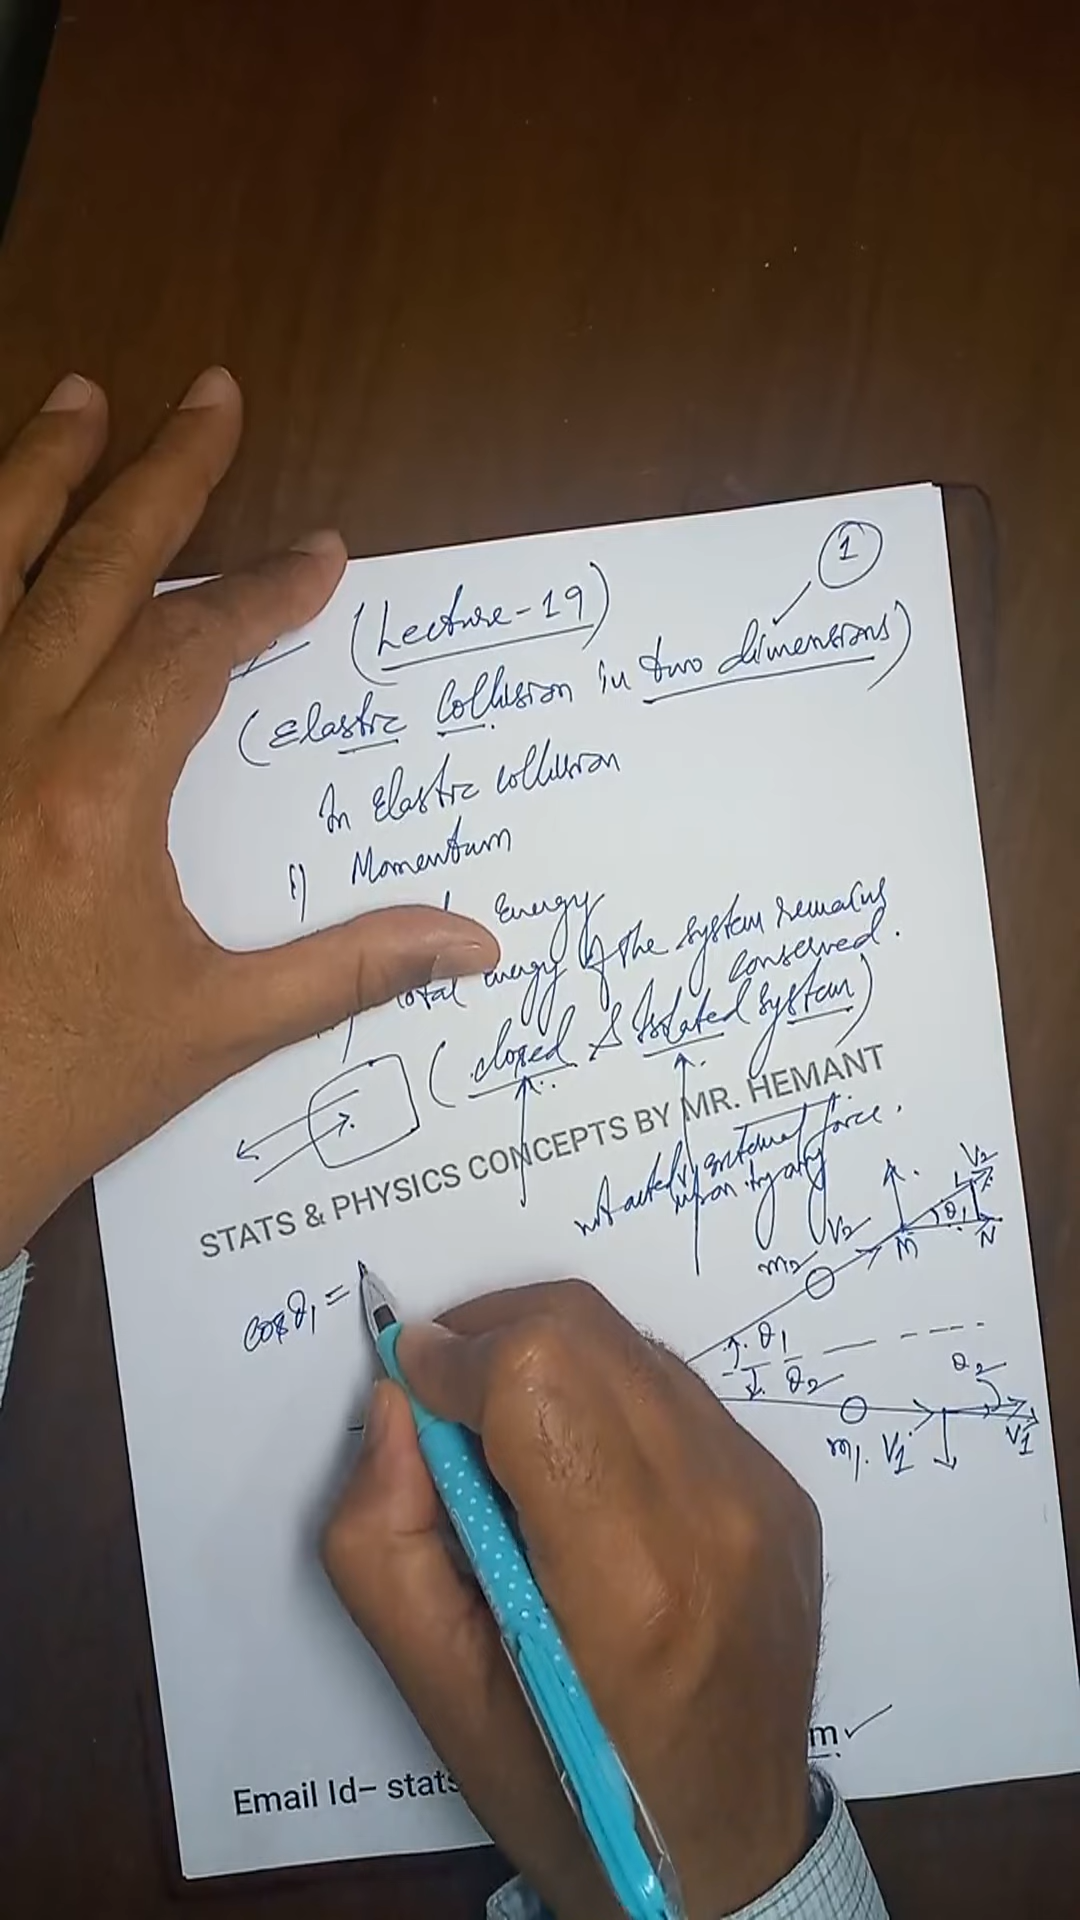 (Lecture-19)
1
(Elastic Collision in two dimensions)
In Elastic collision
i) Momentum
Energy
energy of the system remains
conserved.
(closed & Isolated system)
STATS & PHYSICS CONCEPTS BY MR. HEMANT
not acted external force.
upon by any
V2
L
θ1
M
N
m2
V2
cosθ1 =
θ1
θ2
θ2
m1. V1
V1
m
Email Id- stats